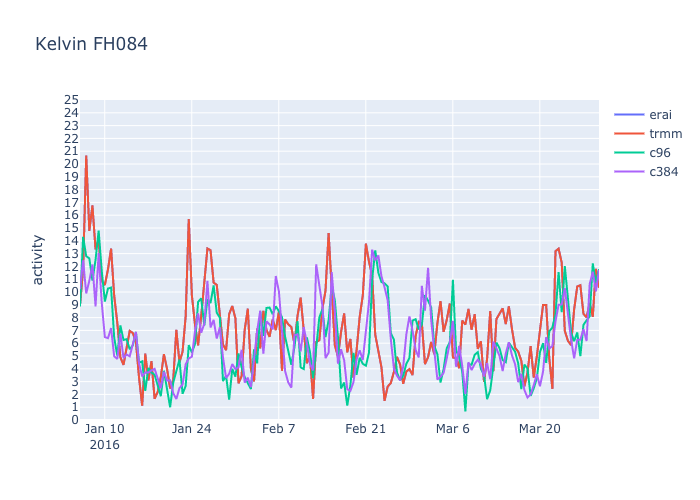 Kelvin FH084
activity
25
24
23
22
21
20
19
18
17
16
15
14
13
12
11
10
9
8
7
6
5
4
3
2
1
0
Jan 10
2016
Jan 24
Feb 7
Feb 21
Mar 6
Mar 20
erai
trmm
c96
c384